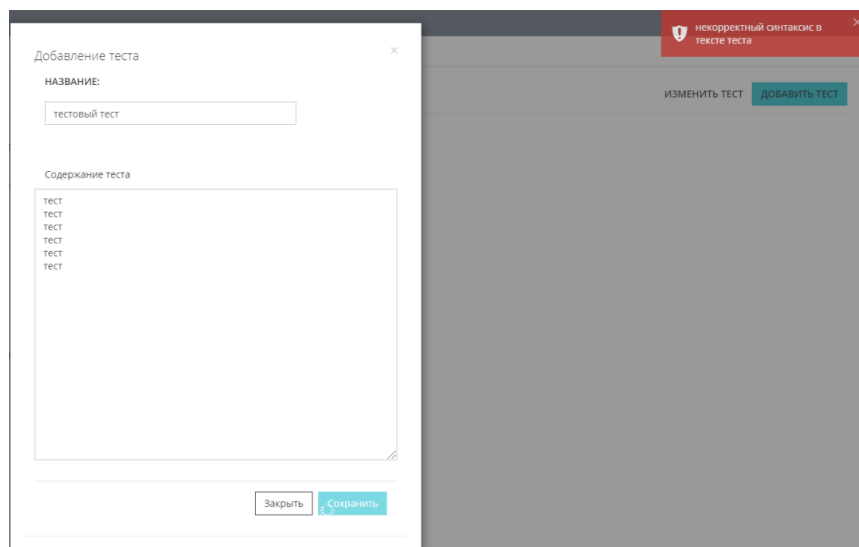 некорректный синтаксис в
тексте теста
Добавление теста
НАЗВАНИЕ:
ИЗМЕНИТЬ ТЕСТ ДОБАВИТЬ ТЕСТ
тестовый тест
Содержание теста
тест
тест
тест
тест
тест
тест
Закрыть Сохранить